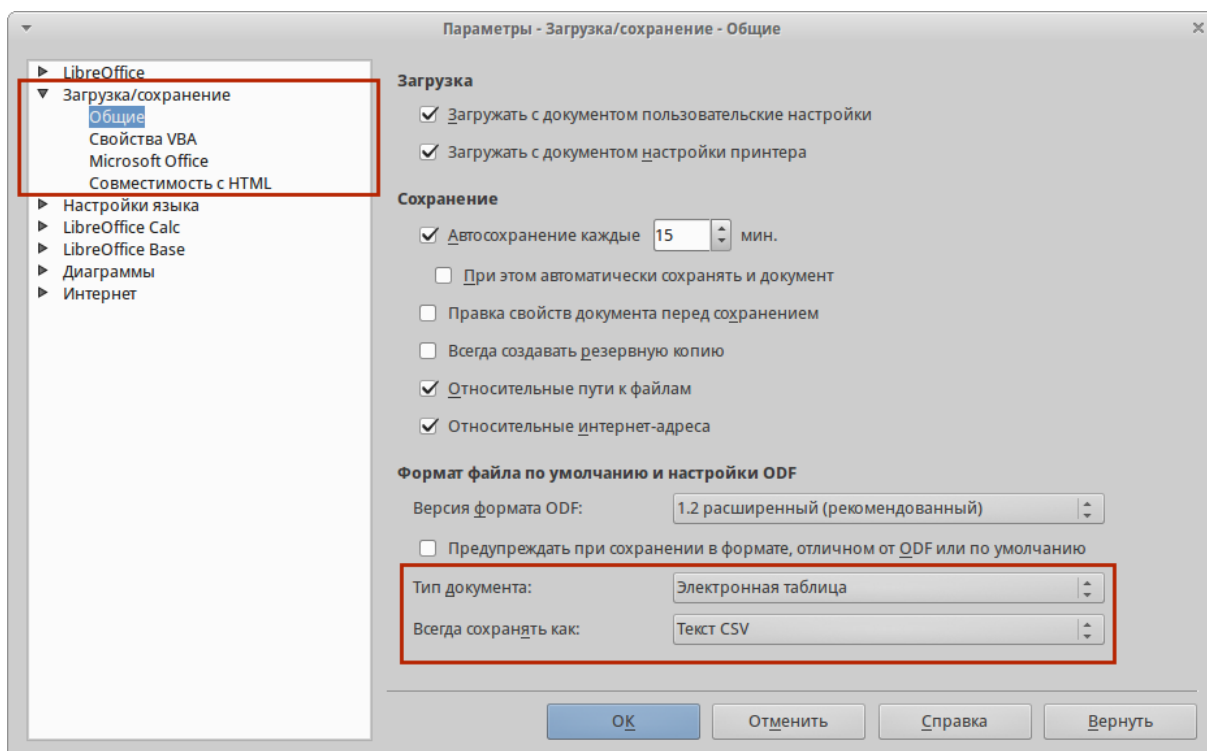 Параметры - Загрузка/сохранение - Общие
LibreOffice
Загрузка/сохранение
Общие
Свойства VBA
Microsoft Office
Совместимость с HTML
Настройки языка
LibreOffice Calc
LibreOffice Base
Диаграммы
Интернет
Загрузка
Загружать с документом пользовательские настройки
Загружать с документом настройки принтера
Сохранение
Автосохранение каждые 15 мин.
При этом автоматически сохранять и документ
Правка свойств документа перед сохранением
Всегда создавать резервную копию
Относительные пути к файлам
Относительные интернет-адреса
Формат файла по умолчанию и настройки ODF
Версия формата ODF: 1.2 расширенный (рекомендованный)
Предупреждать при сохранении в формате, отличном от ODF или по умолчанию
Тип документа: Электронная таблица
Всегда сохранять как: Текст CSV
ОК Отменить Справка Вернуть